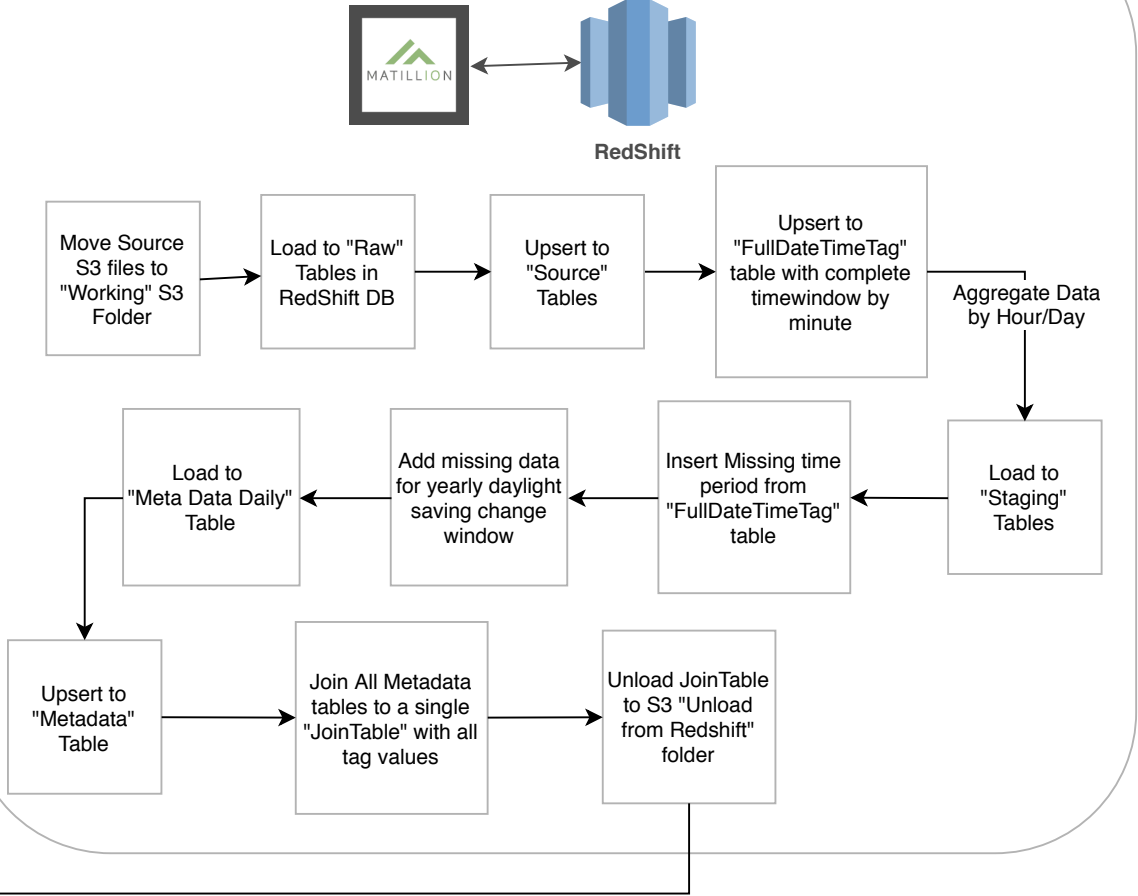 MATILLION
RedShift
Move Source
S3 files to
"Working" S3
Folder
Load to "Raw"
Tables in
RedShift DB
Upsert to
"Source"
Tables
Upsert to
"FullDateTimeTag"
table with complete
timewindow by
minute
Aggregate Data
by Hour/Day
Load to
"Staging"
Tables
Insert Missing time
period from
"FullDateTimeTag"
table
Add missing data
for yearly daylight
saving change
window
Load to
"Meta Data Daily"
Table
Upsert to
"Metadata"
Table
Join All Metadata
tables to a single
"JoinTable" with all
tag values
Unload JoinTable
to S3 "Unload
from Redshift"
folder